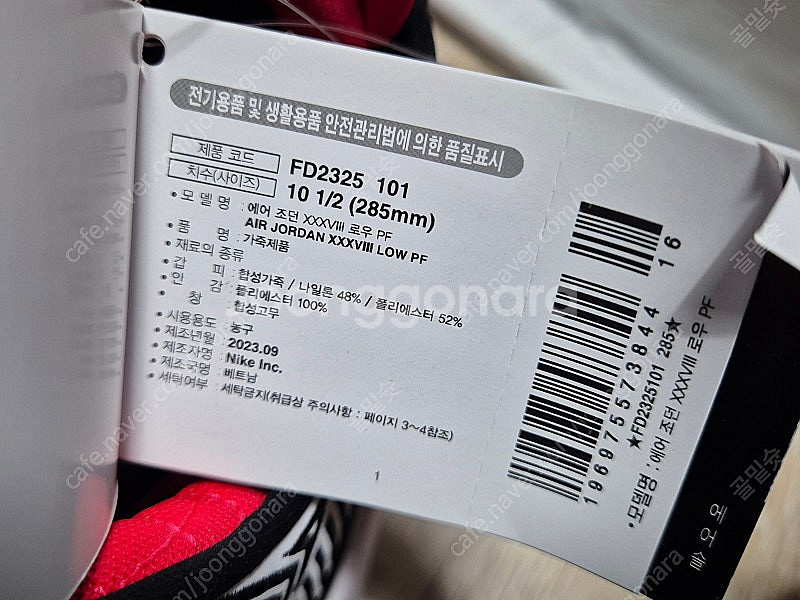 전기용품 및 생활용품 안전관리법에 의한 품질표시
제품 코드 FD2325 101
치수(사이즈) 10 1/2 (285mm)
• 모 델 명 : 에어 조던 XXXVIII 로우 PF
AIR JORDAN XXXVIII LOW PF
• 품 명 : 가죽제품
• 재료의 종류
• 갑 피 : 합성가죽 / 나일론 48% / 폴리에스터 52%
• 안 감 : 폴리에스터 100%
• 창 : 합성고무
• 사용용도 : 농구
• 제조년월 : 2023.09
• 제조자명 : Nike Inc.
• 제조국명 : 베트남
• 세탁여부 : 세탁금지(취급상 주의사항 : 페이지 3~4참조)
1
196975573844 16
★FD2325101 285★
• 모델명 : 에어 조던 XXXVIII 로우 PF
joonggonara
cafe.naver.com/joonggonara
골밀숏